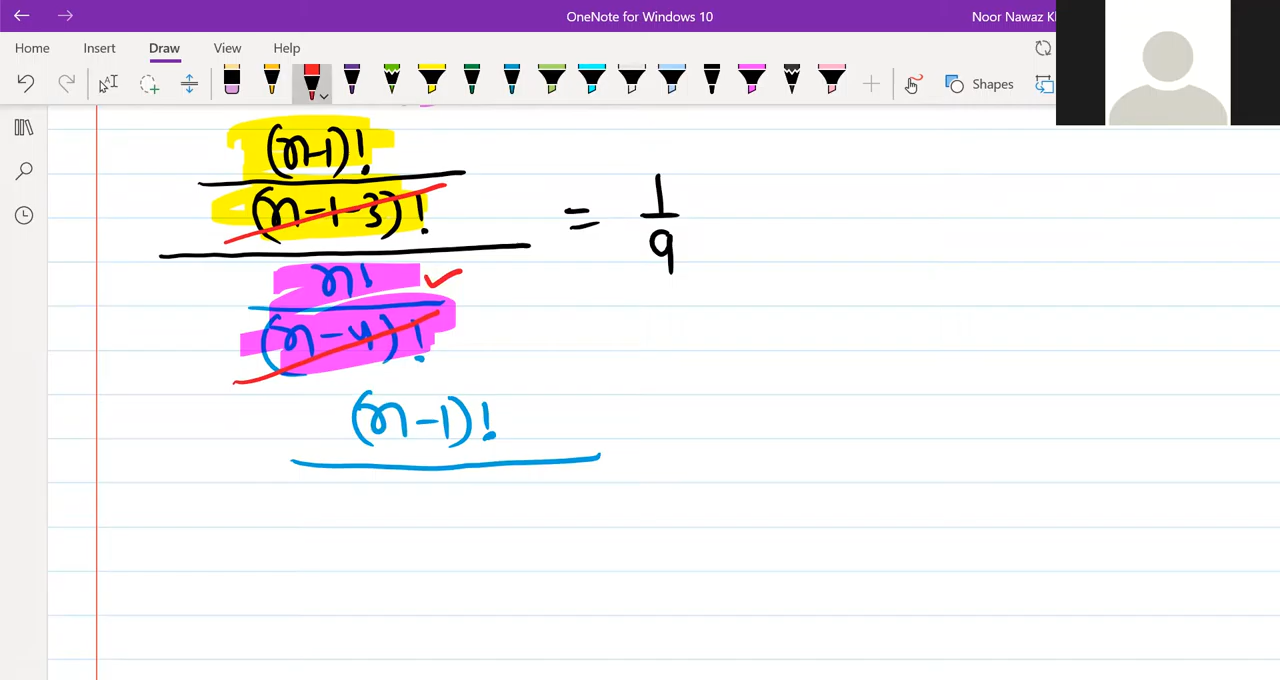 OneNote for Windows 10
Noor Nawaz Kh
Home Insert Draw View Help
Shapes
(n-1)!
(n-1-3)!
= 1/9
n!
(n-4)!
(n-1)!